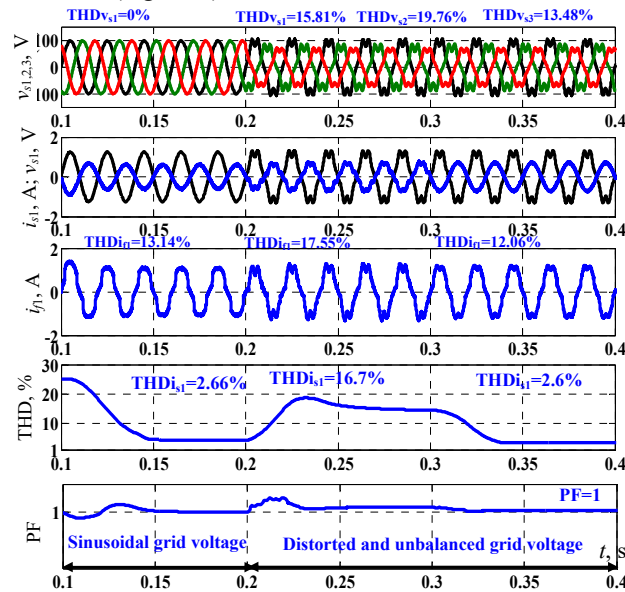 THDvs1=0% THDvs1=15.81% THDvs2=19.76% THDvs3=13.48%
vs1,2,3, V
100
0
100
0.1 0.15 0.2 0.25 0.3 0.35 0.4
is1, A; vs1, V
2
0
-2
0.1 0.15 0.2 0.25 0.3 0.35 0.4
THDif1=13.14% THDif1=17.55% THDif1=12.06%
if1, A
2
0
-2
0.1 0.15 0.2 0.25 0.3 0.35 0.4
THD, %
30
THDis1=2.66% THDis1=16.7% THDis1=2.6%
20
10
1
0.1 0.15 0.2 0.25 0.3 0.35 0.4
PF
PF=1
1
Sinusoidal grid voltage Distorted and unbalanced grid voltage t, s
0.1 0.15 0.2 0.25 0.3 0.35 0.4